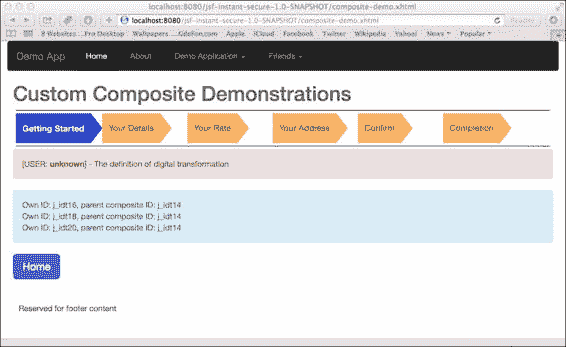 localhost:8080/jsf-instant-secure-1.0-SNAPSHOT/composite-demo.xhtml
localhost:8080/jsf-instant-secure-1.0-SNAPSHOT/composite-demo.xhtml Reader
8 Websites ...Pro Desktop Wallpapers ...GdeFon.com Apple iCloud Facebook Twitter Wikipedia Yahoo! News Popular
Demo App Home About Demo Application Friends
Custom Composite Demonstrations
Getting Started Your Details Your Rate Your Address Confirm Completion
[USER: unknown] - The definition of digital transformation
Own ID: j_idt16, parent composite ID: j_idt14
Own ID: j_idt18, parent composite ID: j_idt14
Own ID: j_idt20, parent composite ID: j_idt14
Home
Reserved for footer content